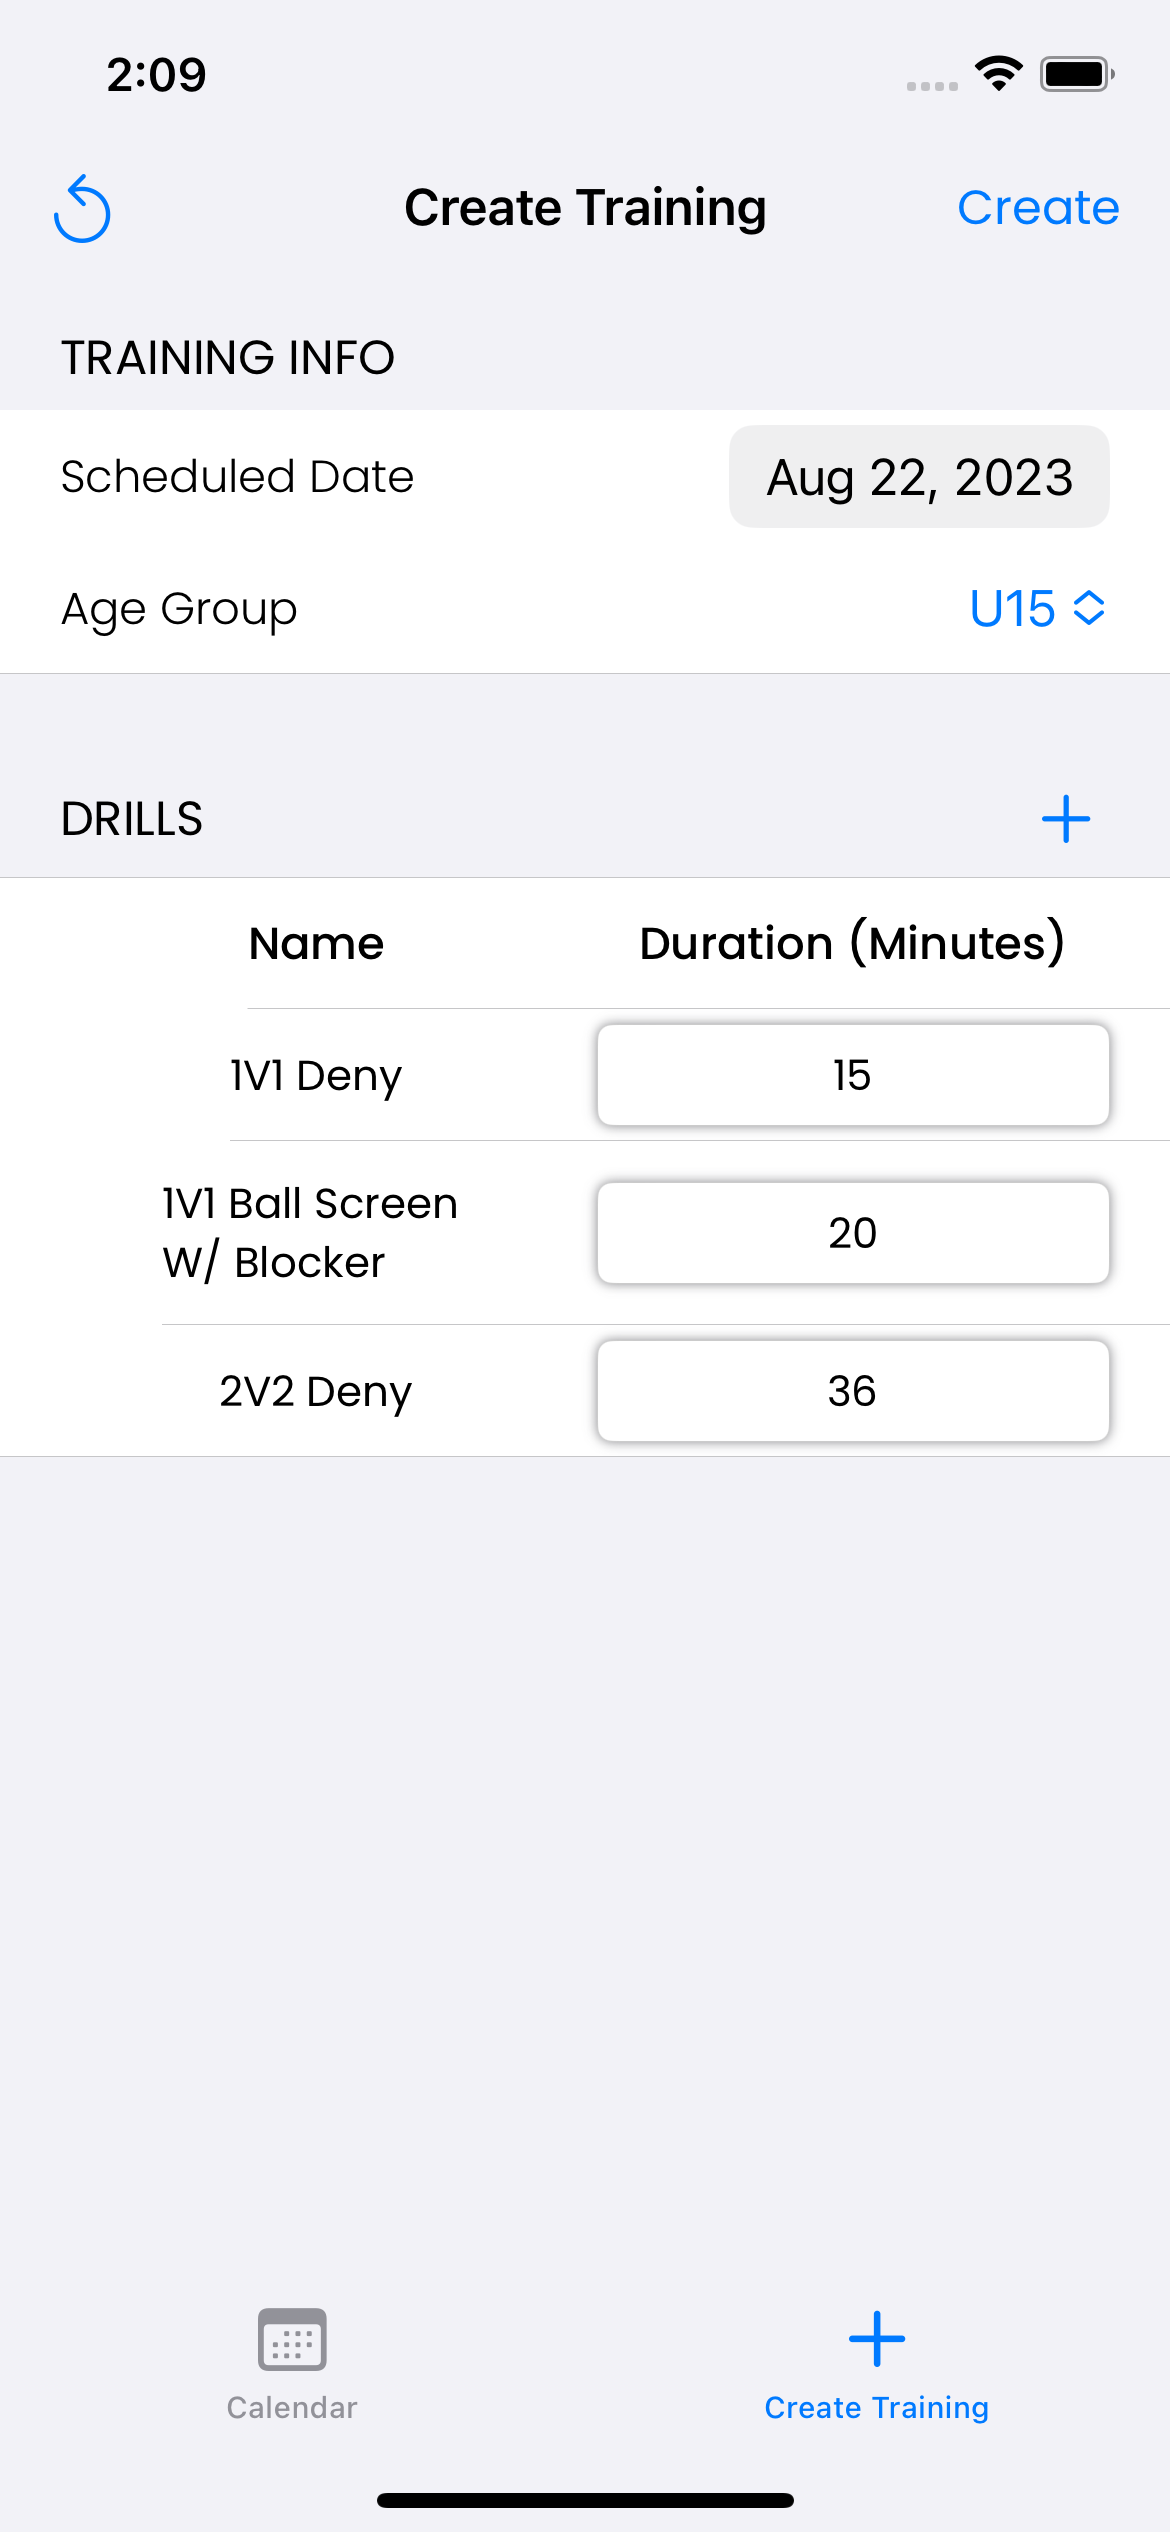 2:09
Create Training
Create
TRAINING INFO
Scheduled Date
Aug 22, 2023
Age Group
U15
DRILLS
Name
Duration (Minutes)
1V1 Deny
15
1V1 Ball Screen
W/ Blocker
20
2V2 Deny
36
Calendar
Create Training